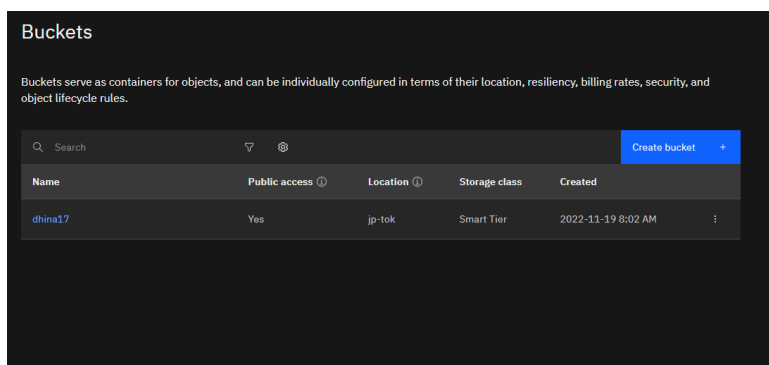 Buckets
Buckets serve as containers for objects, and can be individually configured in terms of their location, resiliency, billing rates, security, and
object lifecycle rules.
Search
Create bucket +
Name Public access Location Storage class Created
dhina17 Yes jp-tok Smart Tier 2022-11-19 8:02 AM